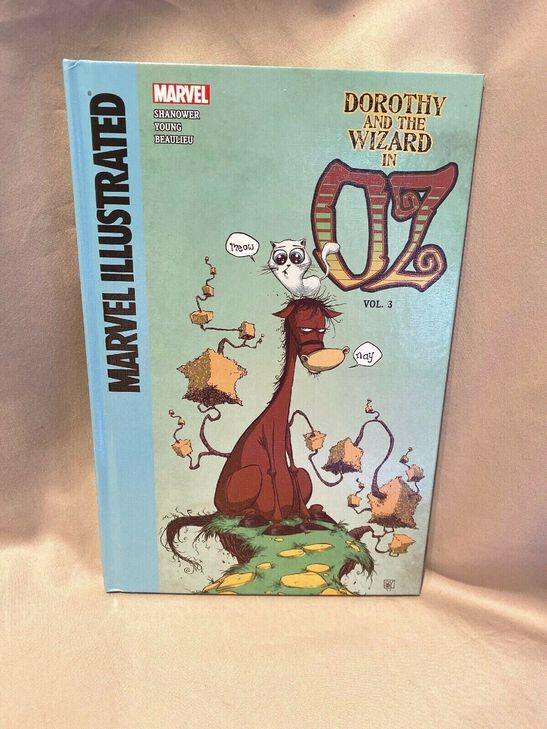 MARVEL ILLUSTRATED
MARVEL
SHANOWER
YOUNG
BEAULIEU
DOROTHY
AND THE
WIZARD
IN
OZ
VOL. 3
meow
nay